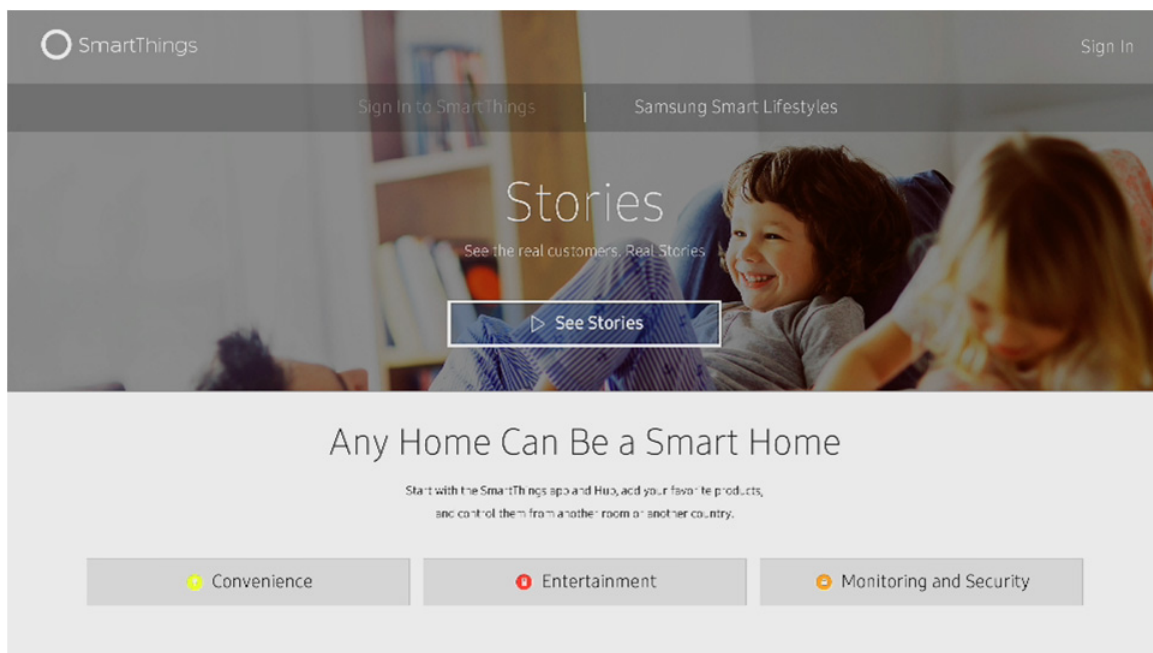 SmartThings
Sign In
Sign In to SmartThings
Samsung Smart Lifestyles
Stories
See the real customers. Real Stories
See Stories
Any Home Can Be a Smart Home
Start with the SmartThings app and Hub, add your favorite products,
and control them from another room or another country.
Convenience
Entertainment
Monitoring and Security